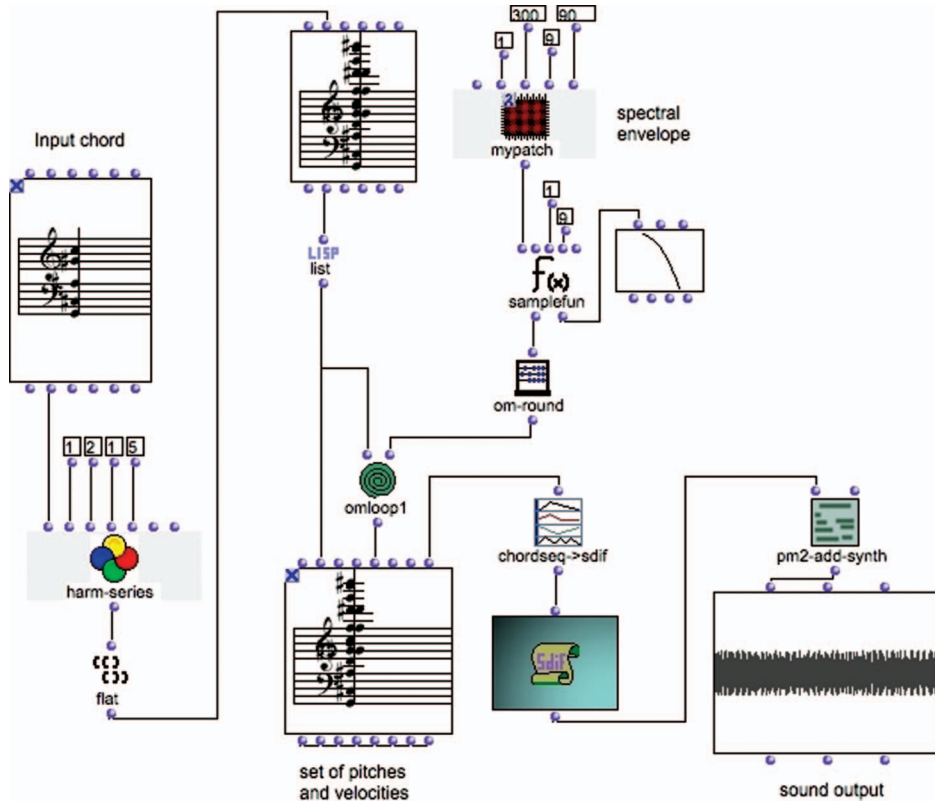 300
90
1
9
spectral
envelope
mypatch
Input chord
1
9
LISP
list
f(x)
samplefun
om-round
1
2
1
5
omloop1
harm-series
chordseq->sdif
pm2-add-synth
flat
Sdif
set of pitches
and velocities
sound output